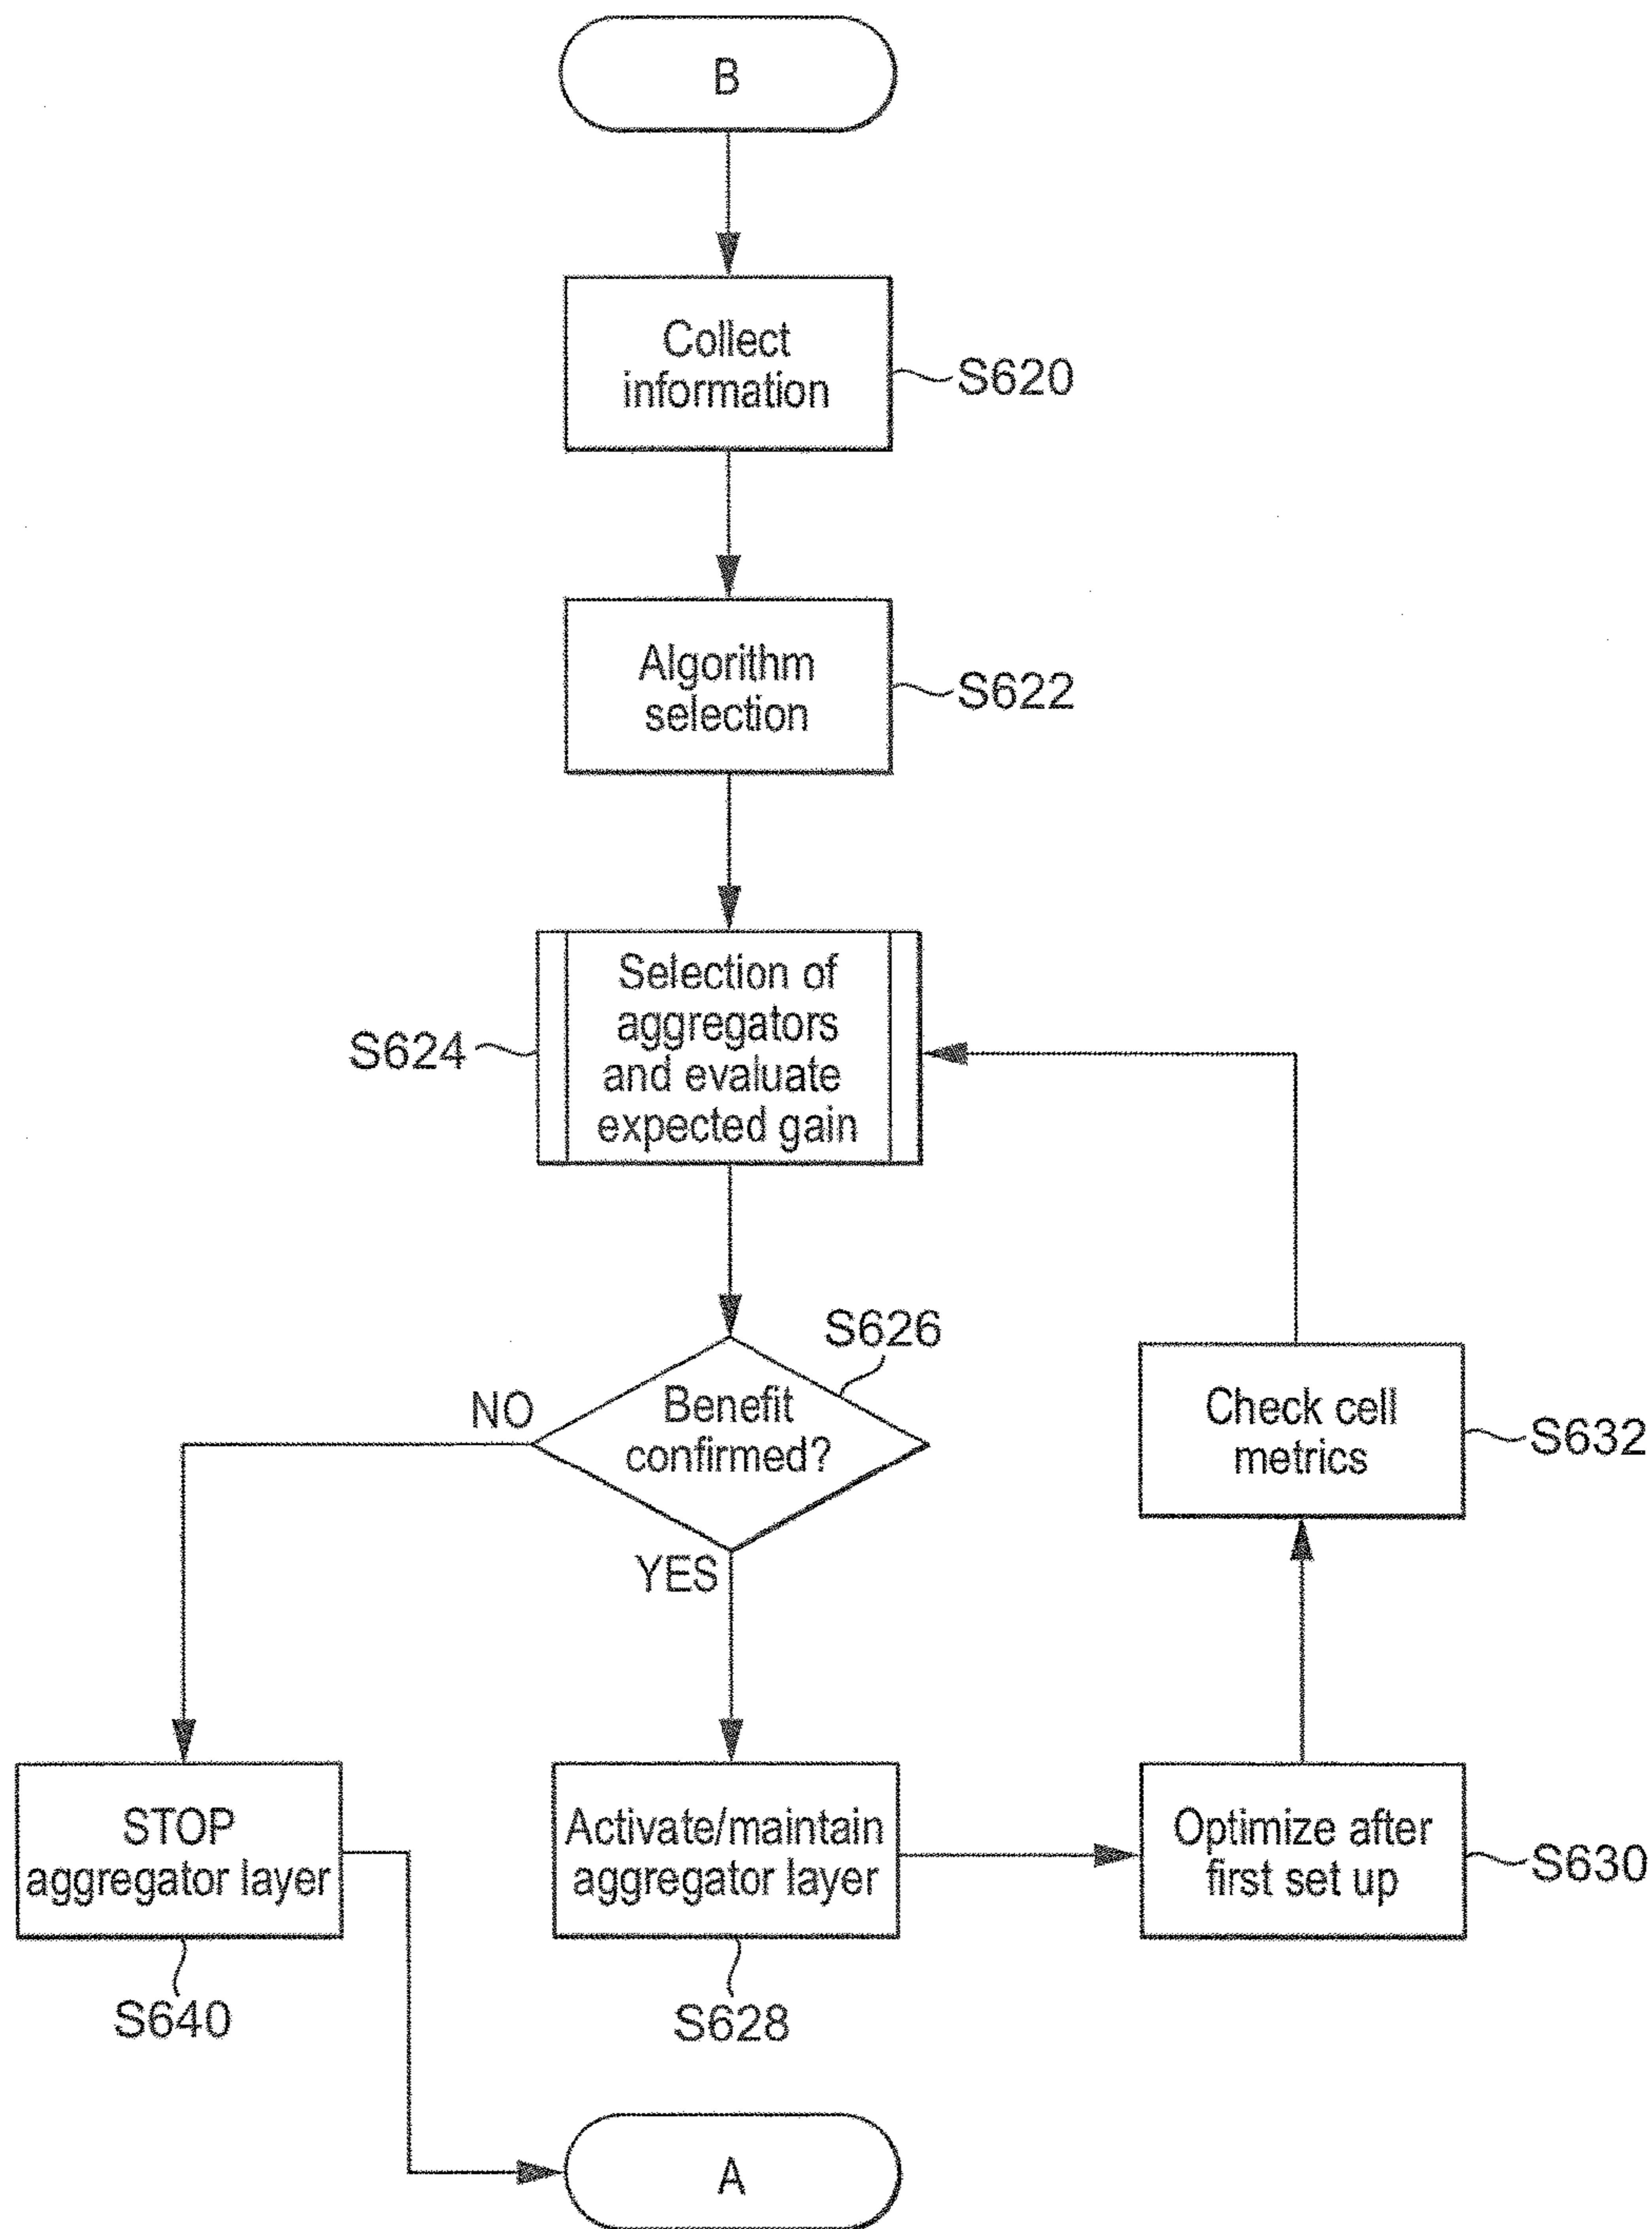 B
Collect
information
S620
Algorithm
selection
S622
Selection of
aggregators
and evaluate
expected gain
S624
S626
Benefit
confirmed?
NO
YES
Check cell
metrics
S632
STOP
aggregator layer
S640
Activate/maintain
aggregator layer
S628
Optimize after
first set up
S630
A